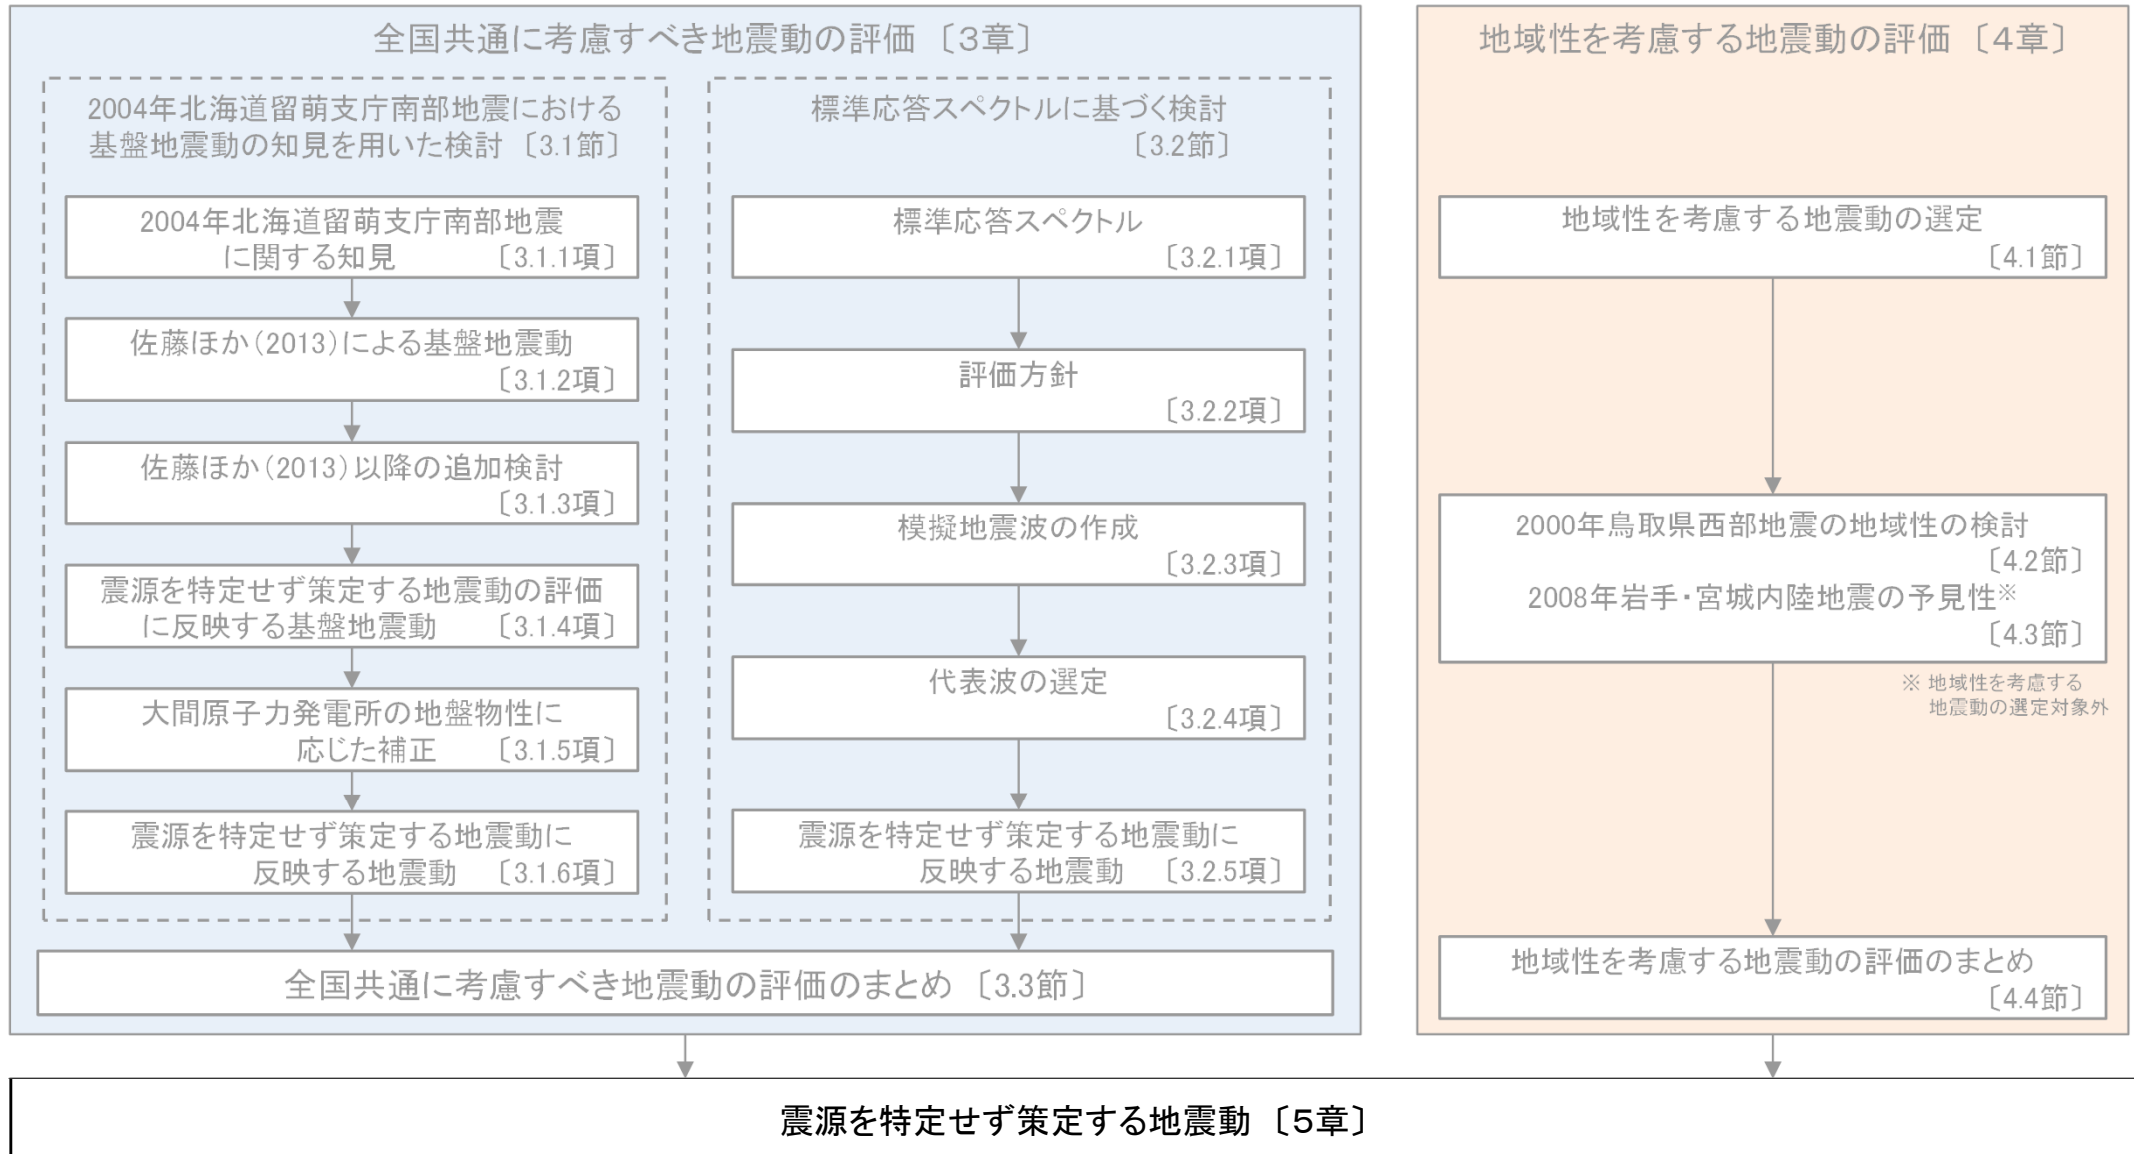 全国共通に考慮すべき地震動の評価 〔3章〕
2004年北海道留萌支庁南部地震における
基盤地震動の知見を用いた検討 〔3.1節〕
2004年北海道留萌支庁南部地震
に関する知見 〔3.1.1項〕
佐藤ほか(2013)による基盤地震動
〔3.1.2項〕
佐藤ほか(2013)以降の追加検討
〔3.1.3項〕
震源を特定せず策定する地震動の評価
に反映する基盤地震動 〔3.1.4項〕
大間原子力発電所の地盤物性に
応じた補正 〔3.1.5項〕
震源を特定せず策定する地震動に
反映する地震動 〔3.1.6項〕
標準応答スペクトルに基づく検討
〔3.2節〕
標準応答スペクトル
〔3.2.1項〕
評価方針
〔3.2.2項〕
模擬地震波の作成
〔3.2.3項〕
代表波の選定
〔3.2.4項〕
震源を特定せず策定する地震動に
反映する地震動 〔3.2.5項〕
全国共通に考慮すべき地震動の評価のまとめ 〔3.3節〕
地域性を考慮する地震動の評価 〔4章〕
地域性を考慮する地震動の選定
〔4.1節〕
2000年鳥取県西部地震の地域性の検討
〔4.2節〕
2008年岩手・宮城内陸地震の予見性※
〔4.3節〕
※ 地域性を考慮する
地震動の選定対象外
地域性を考慮する地震動の評価のまとめ
〔4.4節〕
震源を特定せず策定する地震動 〔5章〕